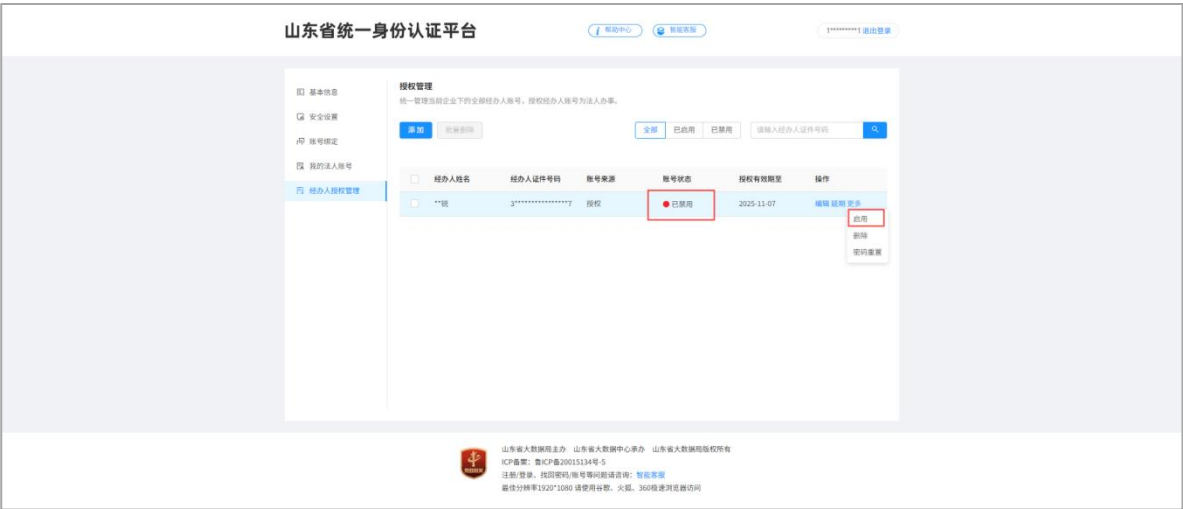 山东省统一身份认证平台
帮助中心 智能客服
1*********1 退出登录
基本信息
安全设置
账号绑定
我的法人账号
经办人授权管理
授权管理
统一管理当前企业下的全部经办人账号，授权经办人账号为法人办事。
添加 批量删除 全部 已启用 已禁用 请输入经办人证件号码
经办人姓名 经办人证件号码 账号来源 账号状态 授权有效期至 操作
3****************7 授权 已禁用 2025-11-07 编辑 延期 更多
启用
删除
密码重置
山东省大数据局主办 山东省大数据中心承办 山东省大数据局版权所有
ICP备案：鲁ICP备20015134号-5
注册/登录、找回密码/账号等问题请咨询：智能客服
最佳分辨率1920*1080 请使用谷歌、火狐、360极速浏览器访问